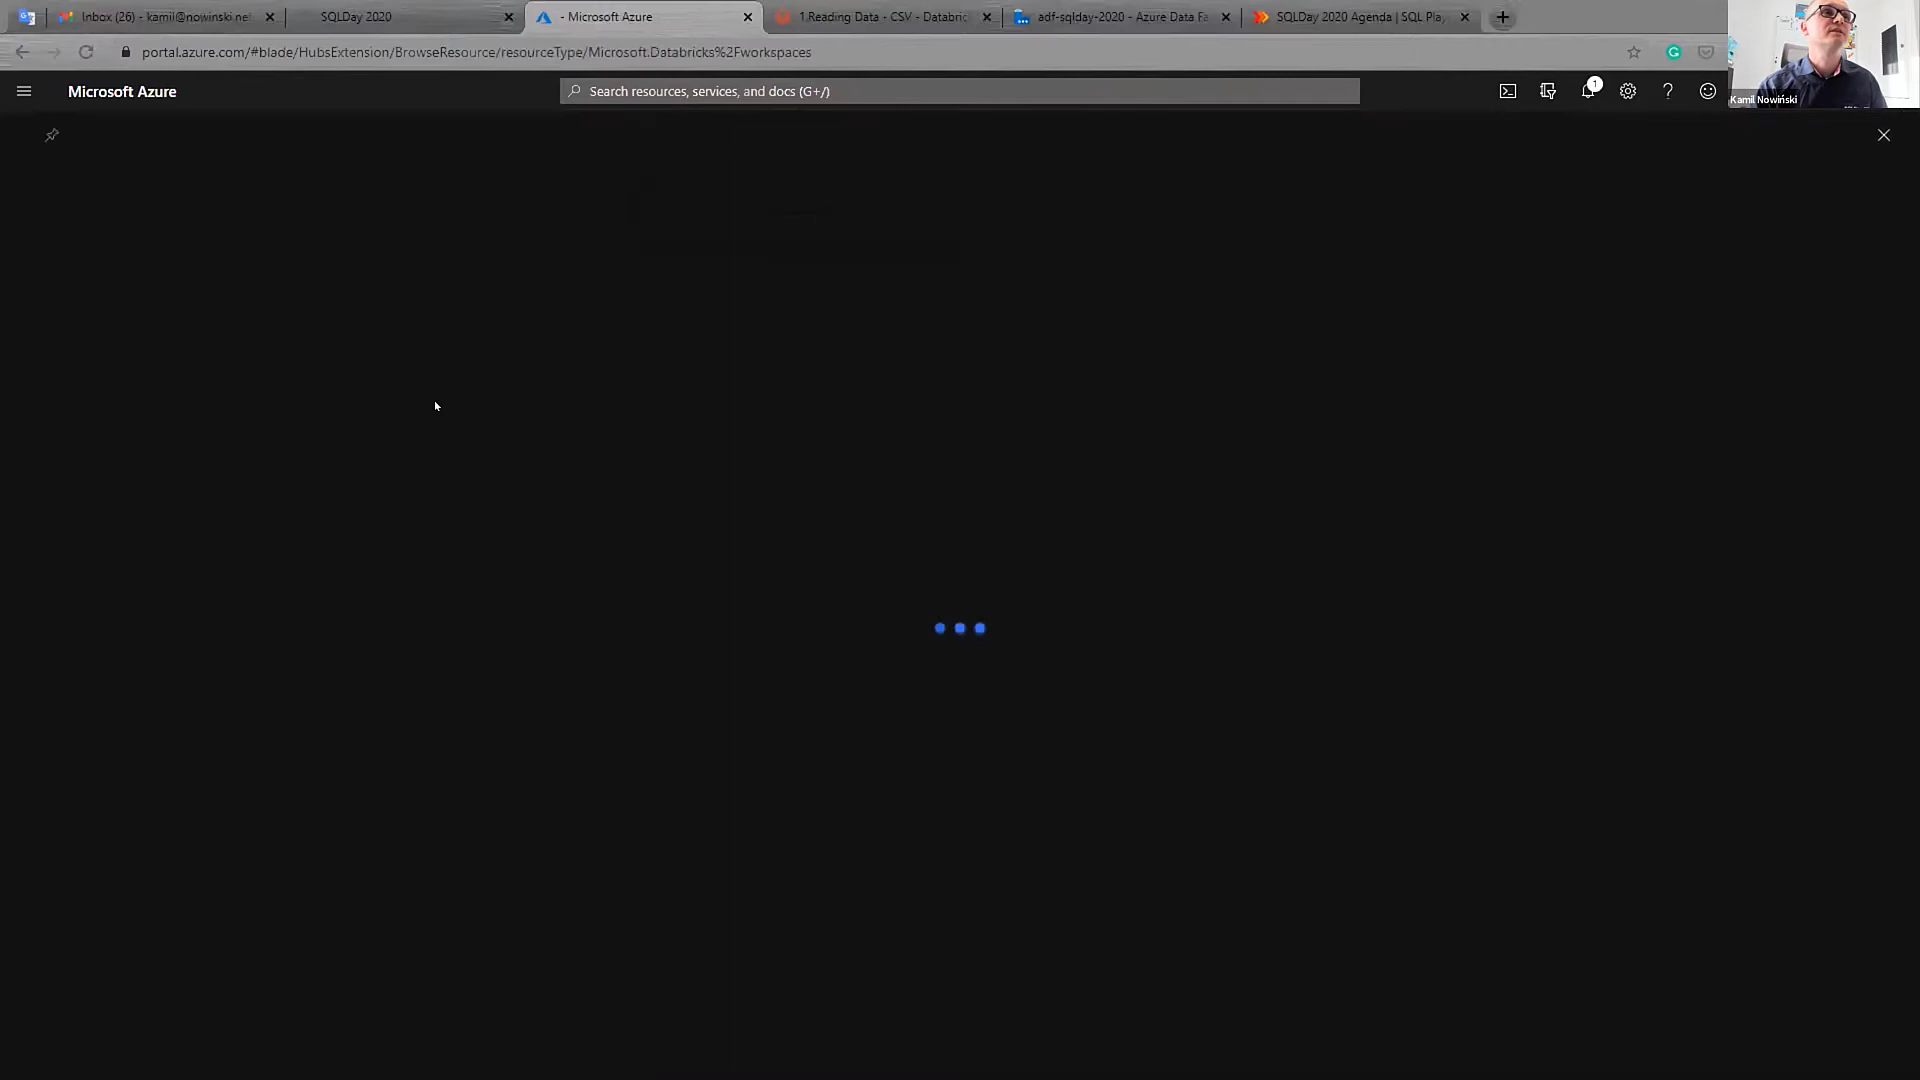 Inbox (26) - kamil@nowinski.ne
SQLDay 2020
- Microsoft Azure
1.Reading Data - CSV - Databric
adf-sqlday-2020 - Azure Data Fa
SQLDay 2020 Agenda | SQL Play
portal.azure.com/#blade/HubsExtension/BrowseResource/resourceType/Microsoft.Databricks%2Fworkspaces
Microsoft Azure
Search resources, services, and docs (G+/)
1
Kamil Nowiński